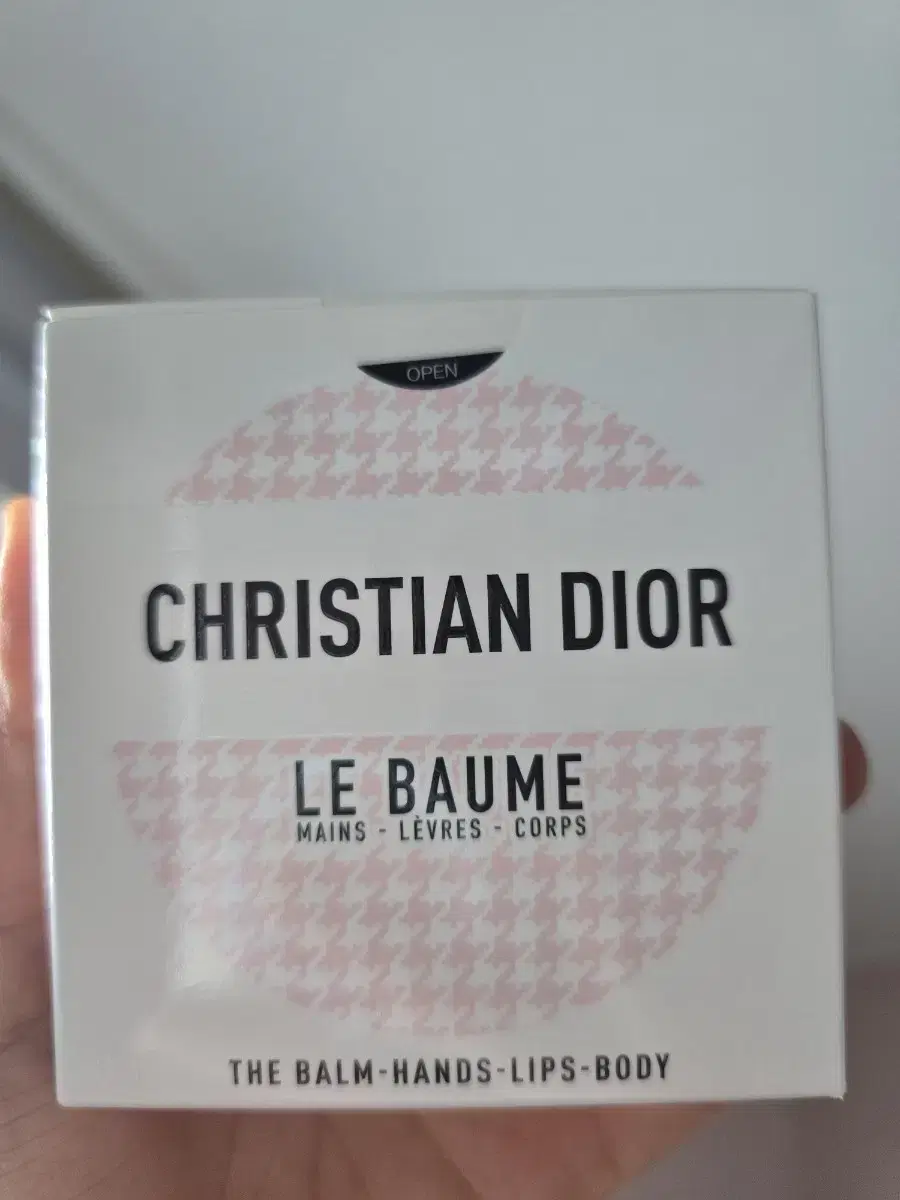 OPEN
CHRISTIAN DIOR
LE BAUME
MAINS - LÈVRES - CORPS
THE BALM-HANDS-LIPS-BODY